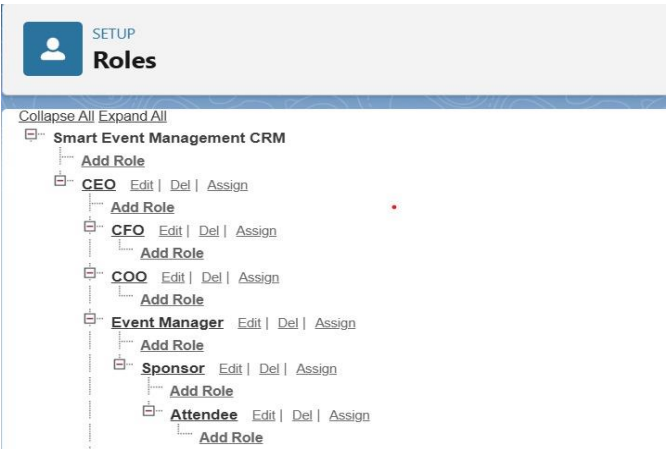 SETUP
Roles
Collapse All Expand All
Smart Event Management CRM
Add Role
CEO Edit | Del | Assign
Add Role
CFO Edit | Del | Assign
Add Role
COO Edit | Del | Assign
Add Role
Event Manager Edit | Del | Assign
Add Role
Sponsor Edit | Del | Assign
Add Role
Attendee Edit | Del | Assign
Add Role